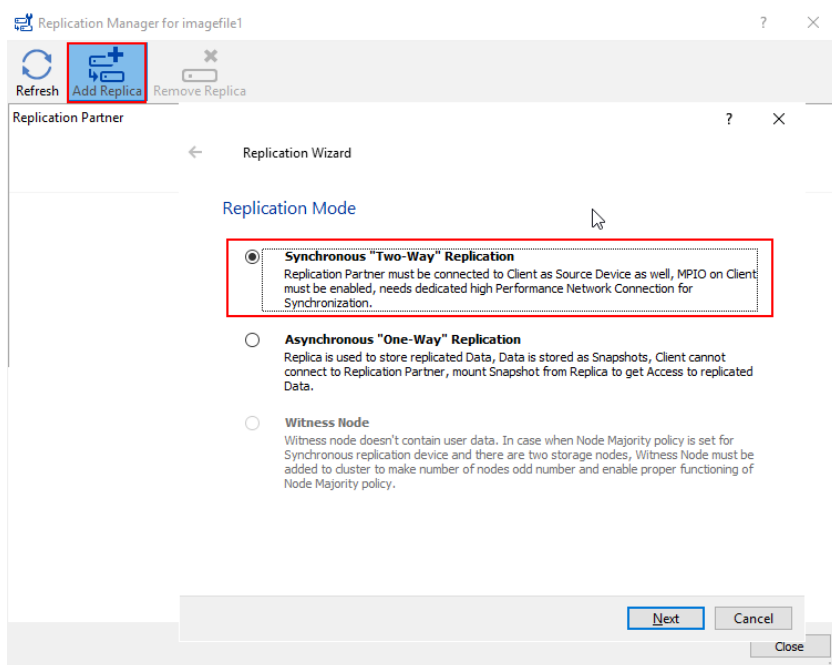 Replication Manager for imagefile1
?
Refresh
Add Replica
Remove Replica
Replication Partner
?
Replication Wizard
Replication Mode
Synchronous "Two-Way" Replication
Replication Partner must be connected to Client as Source Device as well, MPIO on Client
must be enabled, needs dedicated high Performance Network Connection for
Synchronization.
Asynchronous "One-Way" Replication
Replica is used to store replicated Data, Data is stored as Snapshots, Client cannot
connect to Replication Partner, mount Snapshot from Replica to get Access to replicated
Data.
Witness Node
Witness node doesn't contain user data. In case when Node Majority policy is set for
Synchronous replication device and there are two storage nodes, Witness Node must be
added to cluster to make number of nodes odd number and enable proper functioning of
Node Majority policy.
Next
Cancel
Close